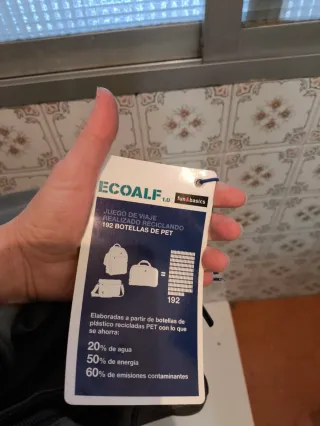 ECOALF 1.0 fun&basics
JUEGO DE VIAJE
REALIZADO RECICLANDO
192 BOTELLAS DE PET
192
Elaboradas a partir de botellas de
plástico recicladas PET con lo que
se ahorra:
20% de agua
50% de energía
60% de emisiones contaminantes